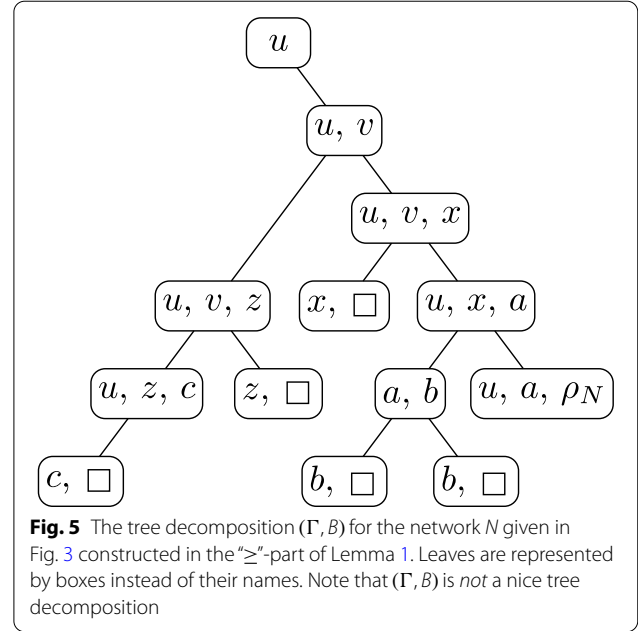 u
u, v
u, v, x
u, v, z
x, □
u, x, a
u, z, c
z, □
a, b
u, a, ρN
c, □
b, □
b, □
Fig. 5 The tree decomposition (Γ, B) for the network N given in
Fig. 3 constructed in the “≥”-part of Lemma 1. Leaves are represented
by boxes instead of their names. Note that (Γ, B) is not a nice tree
decomposition